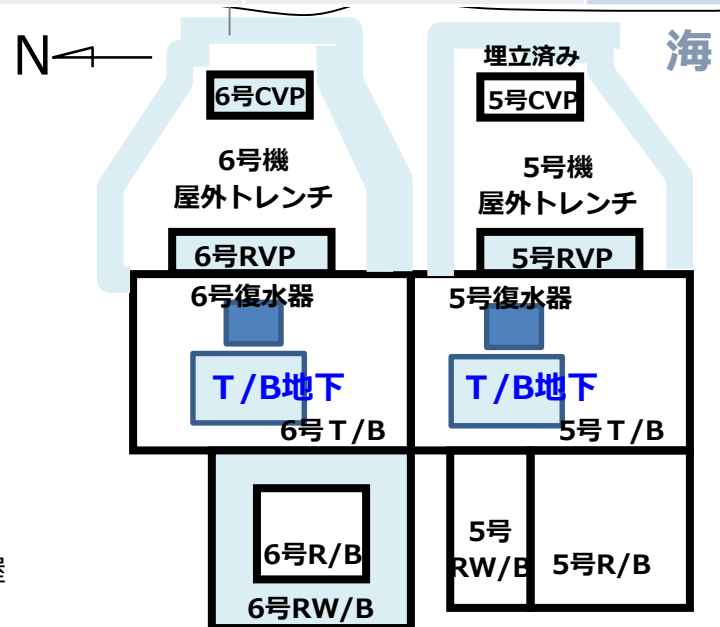 N
海
埋立済み
6号CVP
5号CVP
6号機
屋外トレンチ
5号機
屋外トレンチ
6号RVP
5号RVP
6号復水器
5号復水器
T/B地下
T/B地下
6号T/B
5号T/B
5号
RW/B
6号R/B
5号R/B
6号RW/B